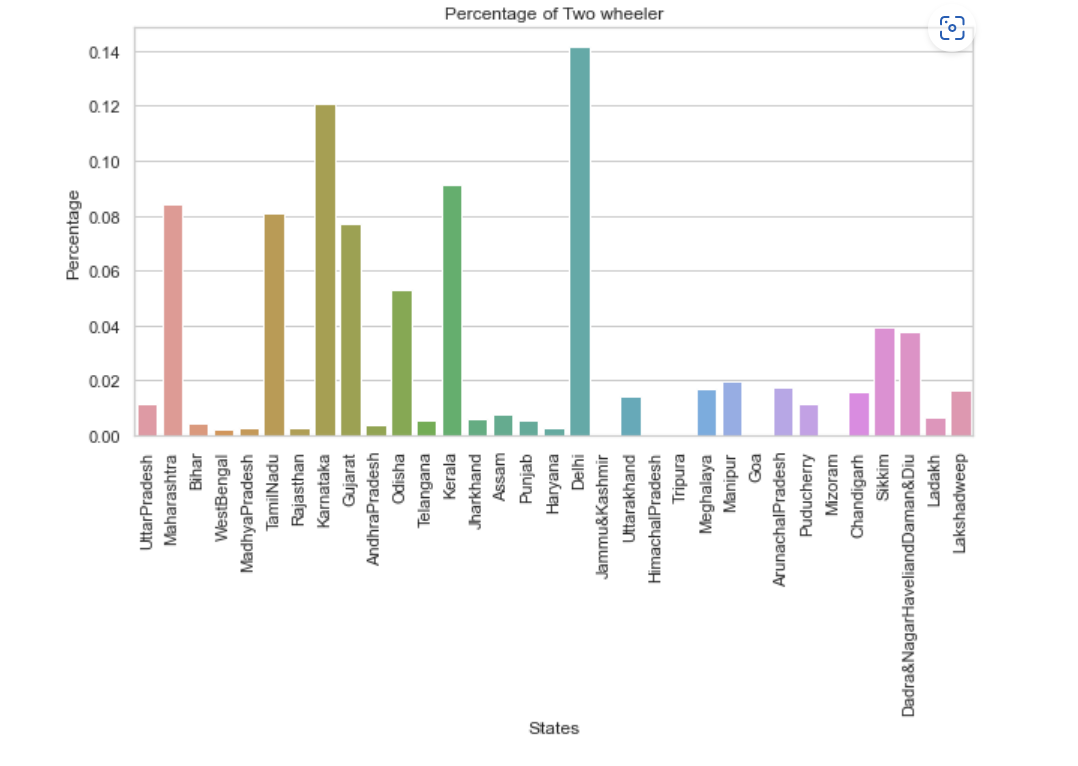 Percentage of Two wheeler
Percentage
0.14
0.12
0.10
0.08
0.06
0.04
0.02
0.00
UttarPradesh
Maharashtra
Bihar
WestBengal
MadhyaPradesh
TamilNadu
Rajasthan
Karnataka
Gujarat
AndhraPradesh
Odisha
Telangana
Kerala
Jharkhand
Assam
Punjab
Haryana
Delhi
Jammu&Kashmir
Uttarakhand
HimachalPradesh
Tripura
Meghalaya
Manipur
Goa
ArunachalPradesh
Puducherry
Mizoram
Chandigarh
Sikkim
Dadra&NagarHaveliandDaman&Diu
Ladakh
Lakshadweep
States